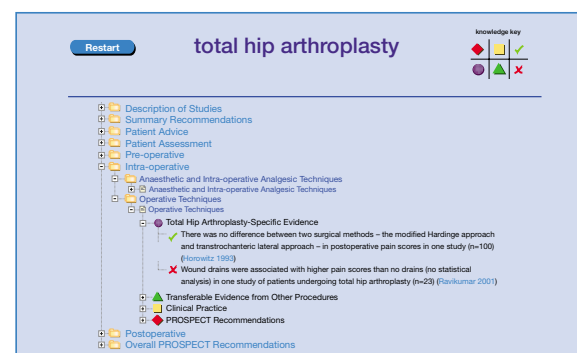 knowledge key
Restart
total hip arthroplasty
Description of Studies
Summary Recommendations
Patient Advice
Patient Assessment
Pre-operative
Intra-operative
Anaesthetic and Intra-operative Analgesic Techniques
Anaesthetic and Intra-operative Analgesic Techniques
Operative Techniques
Operative Techniques
Total Hip Arthroplasty-Specific Evidence
There was no difference between two surgical methods – the modified Hardinge approach
and transtrochanteric lateral approach – in postoperative pain scores in one study (n=100)
(Horowitz 1993)
Wound drains were associated with higher pain scores than no drains (no statistical
analysis) in one study of patients undergoing total hip arthroplasty (n=23) (Ravikumar 2001)
Transferable Evidence from Other Procedures
Clinical Practice
PROSPECT Recommendations
Postoperative
Overall PROSPECT Recommendations